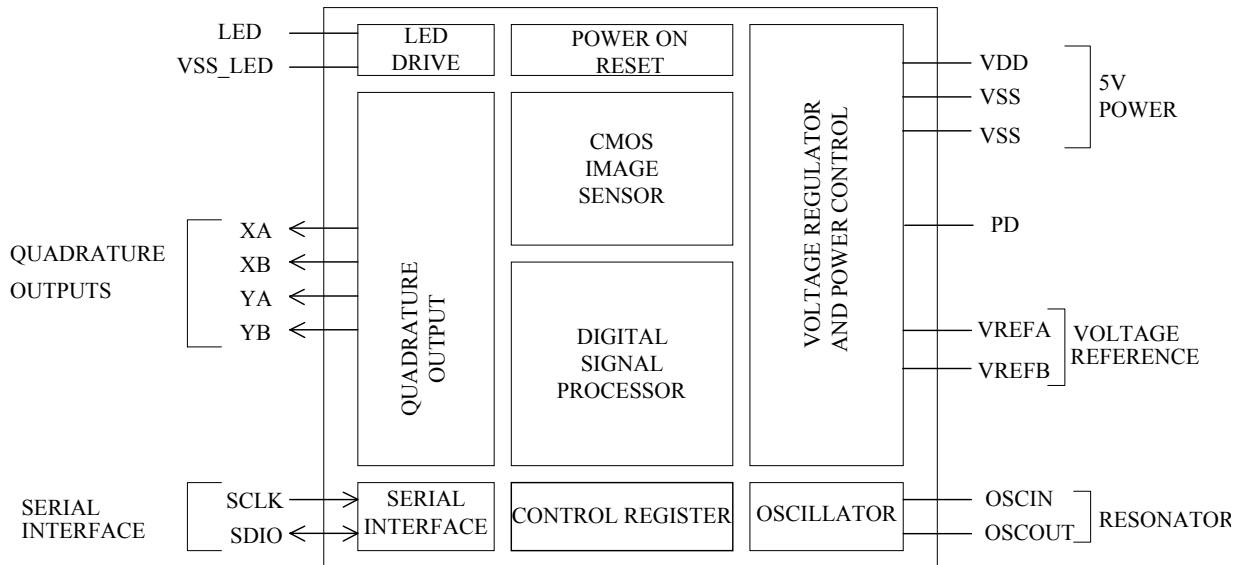 LED
VSS_LED
LED
DRIVE
POWER ON
RESET
VDD
VSS
VSS
5V
POWER
CMOS
IMAGE
SENSOR
VOLTAGE REGULATOR
AND POWER CONTROL
QUADRATURE
OUTPUTS
XA
XB
YA
YB
QUADRATURE
OUTPUT
DIGITAL
SIGNAL
PROCESSOR
PD
VREFA
VREFB
VOLTAGE
REFERENCE
SERIAL
INTERFACE
SCLK
SDIO
SERIAL
INTERFACE
CONTROL REGISTER
OSCILLATOR
OSCIN
OSCOUT
RESONATOR